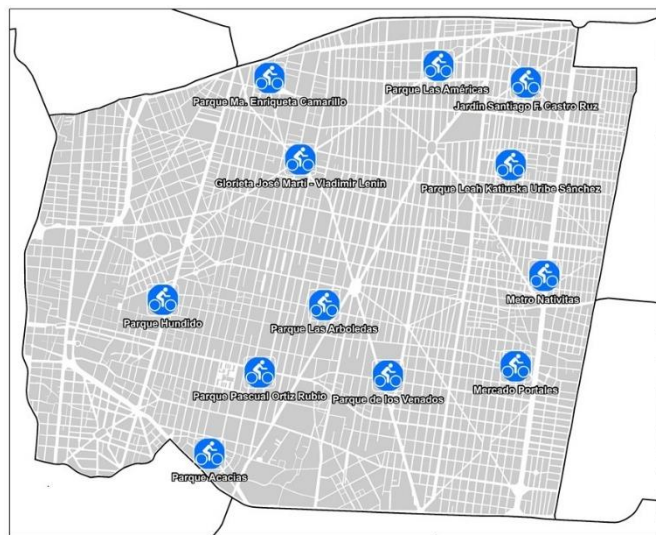 Parque Las Américas
Parque Ma. Enriqueta Camarillo
Jardín Santiago F. Castro Ruz
Glorieta José Martí - Vladimir Lenin
Parque Leah Katiuska Uribe Sánchez
Metro Nativitas
Parque Hundido
Parque Las Arboledas
Mercado Portales
Parque Pascual Ortiz Rubio
Parque de los Venados
Parque Acacias